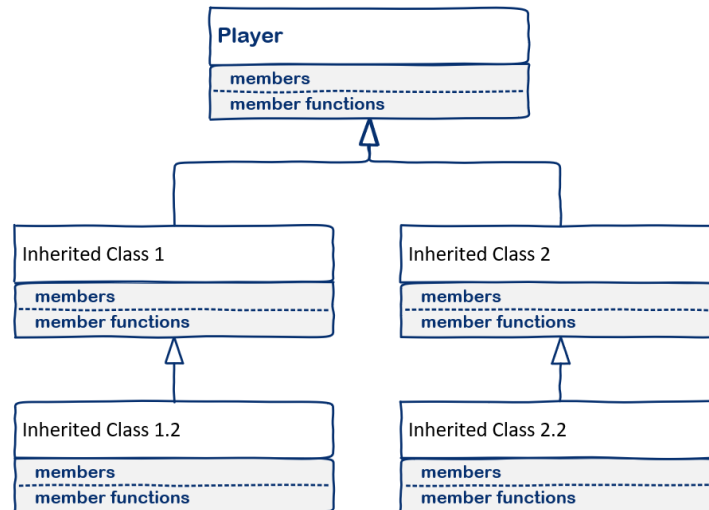 Player
members
member functions
Inherited Class 1
members
member functions
Inherited Class 2
members
member functions
Inherited Class 1.2
members
member functions
Inherited Class 2.2
members
member functions